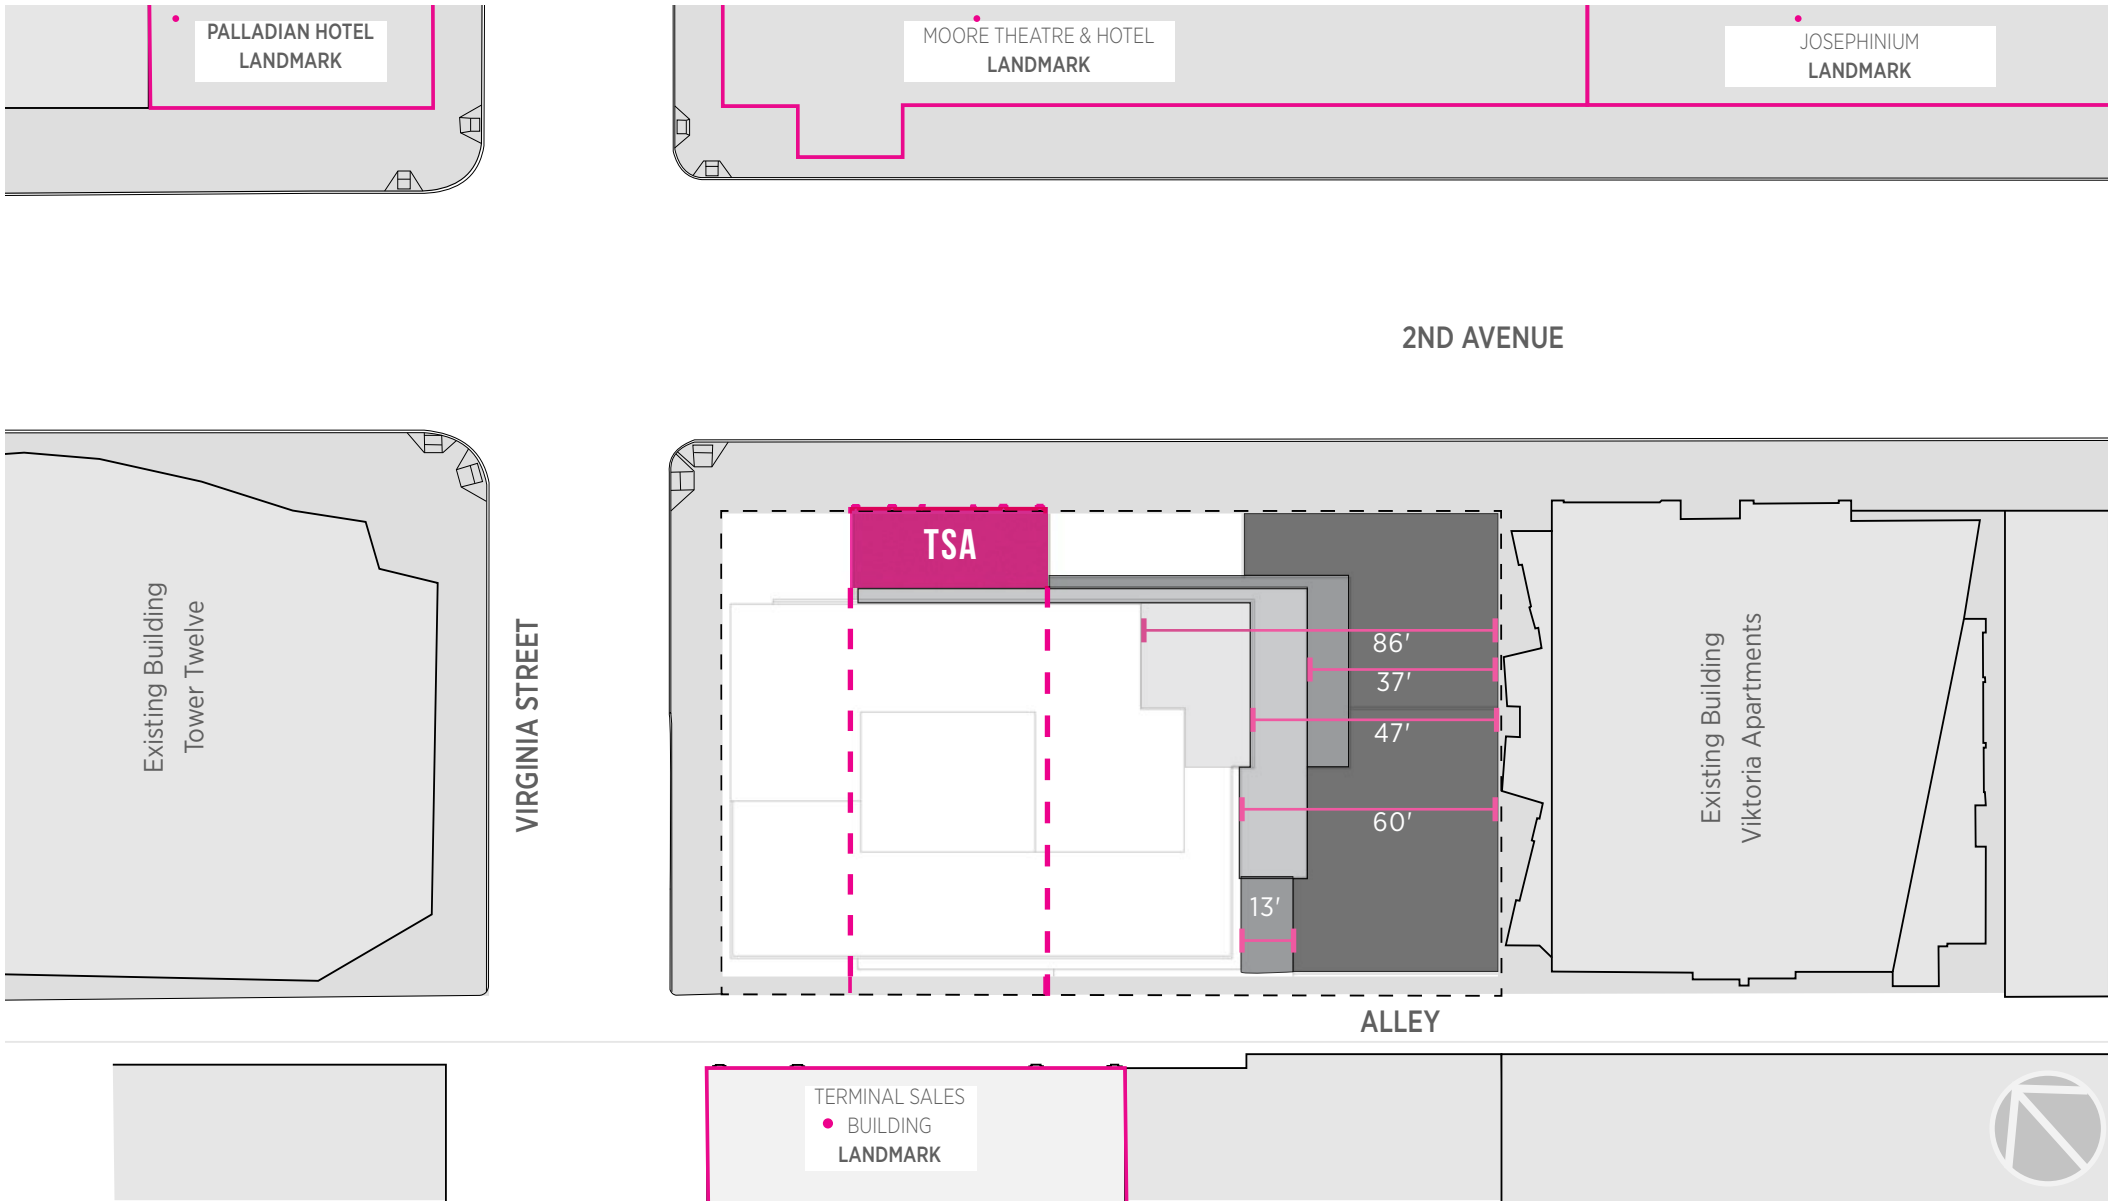 PALLADIAN HOTEL
LANDMARK
MOORE THEATRE & HOTEL
LANDMARK
JOSEPHINIUM
LANDMARK
2ND AVENUE
Existing Building
Tower Twelve
VIRGINIA STREET
TSA
86'
37'
47'
60'
13'
Existing Building
Viktoria Apartments
ALLEY
TERMINAL SALES
BUILDING
LANDMARK